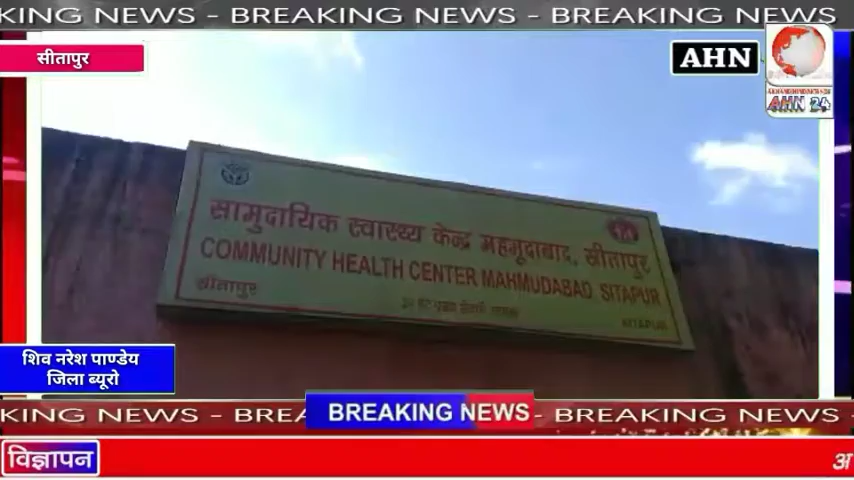 KING NEWS - BREAKING NEWS - BREAKING NEWS - BREAKING NEWS
सीतापुर
AHN
AHN 24
सामुदायिक स्वास्थ्य केन्द्र महमूदाबाद, सीतापुर
COMMUNITY HEALTH CENTER MAHMUDABAD, SITAPUR
सीतापुर
SITAPUR
शिव नरेश पाण्डेय
जिला ब्यूरो
KING NEWS - BREA
BREAKING NEWS
- BREAKING NEWS
विज्ञापन
अ